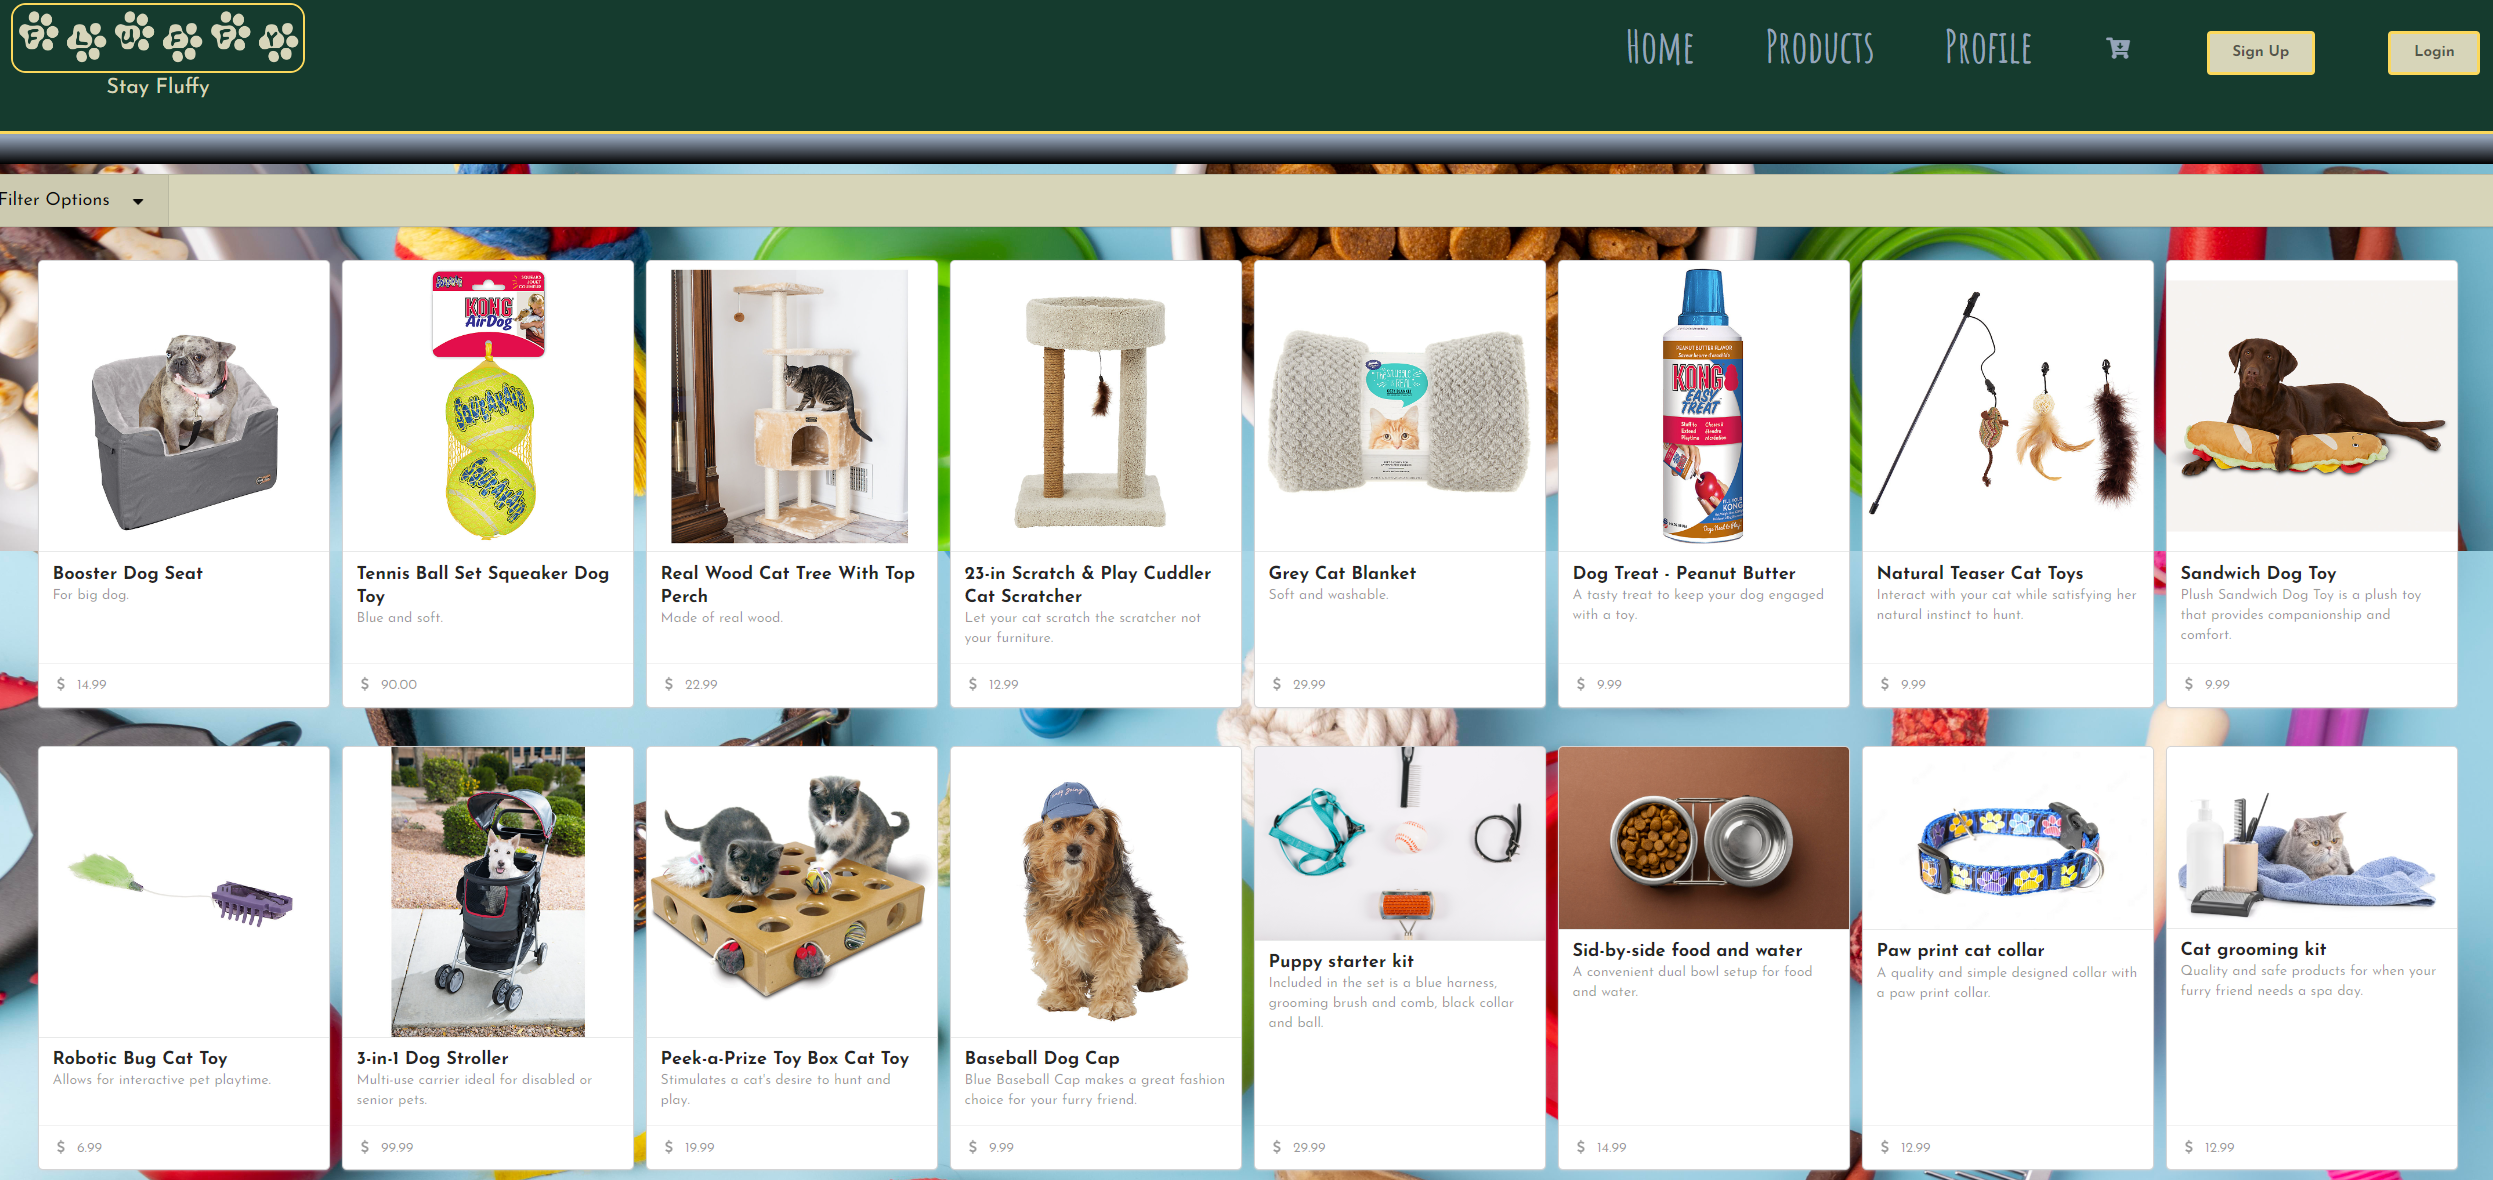 FLUFFY
Stay Fluffy
Home
Products
Profile
Sign Up
Login
Filter Options
KONG
AirDog
PEANUT BUTTER FLAVOR
KONG
EASY
TREAT
KONG
Booster Dog Seat
For big dog.
$ 14.99
Tennis Ball Set Squeaker Dog
Toy
Blue and soft.
$ 90.00
Real Wood Cat Tree With Top
Perch
Made of real wood.
$ 22.99
23-in Scratch & Play Cuddler
Cat Scratcher
Let your cat scratch the scratcher not
your furniture.
$ 12.99
Grey Cat Blanket
Soft and washable.
$ 29.99
Dog Treat - Peanut Butter
A tasty treat to keep your dog engaged
with a toy.
$ 9.99
Natural Teaser Cat Toys
Interact with your cat while satisfying her
natural instinct to hunt.
$ 9.99
Sandwich Dog Toy
Plush Sandwich Dog Toy is a plush toy
that provides companionship and
comfort.
$ 9.99
Robotic Bug Cat Toy
Allows for interactive pet playtime.
$ 6.99
3-in-1 Dog Stroller
Multi-use carrier ideal for disabled or
senior pets.
$ 99.99
Peek-a-Prize Toy Box Cat Toy
Stimulates a cat's desire to hunt and
play.
$ 19.99
Baseball Dog Cap
Blue Baseball Cap makes a great fashion
choice for your furry friend.
$ 9.99
Puppy starter kit
Included in the set is a blue harness,
grooming brush and comb, black collar
and ball.
$ 29.99
Sid-by-side food and water
A convenient dual bowl setup for food
and water.
$ 14.99
Paw print cat collar
A quality and simple designed collar with
a paw print collar.
$ 12.99
Cat grooming kit
Quality and safe products for when your
furry friend needs a spa day.
$ 12.99